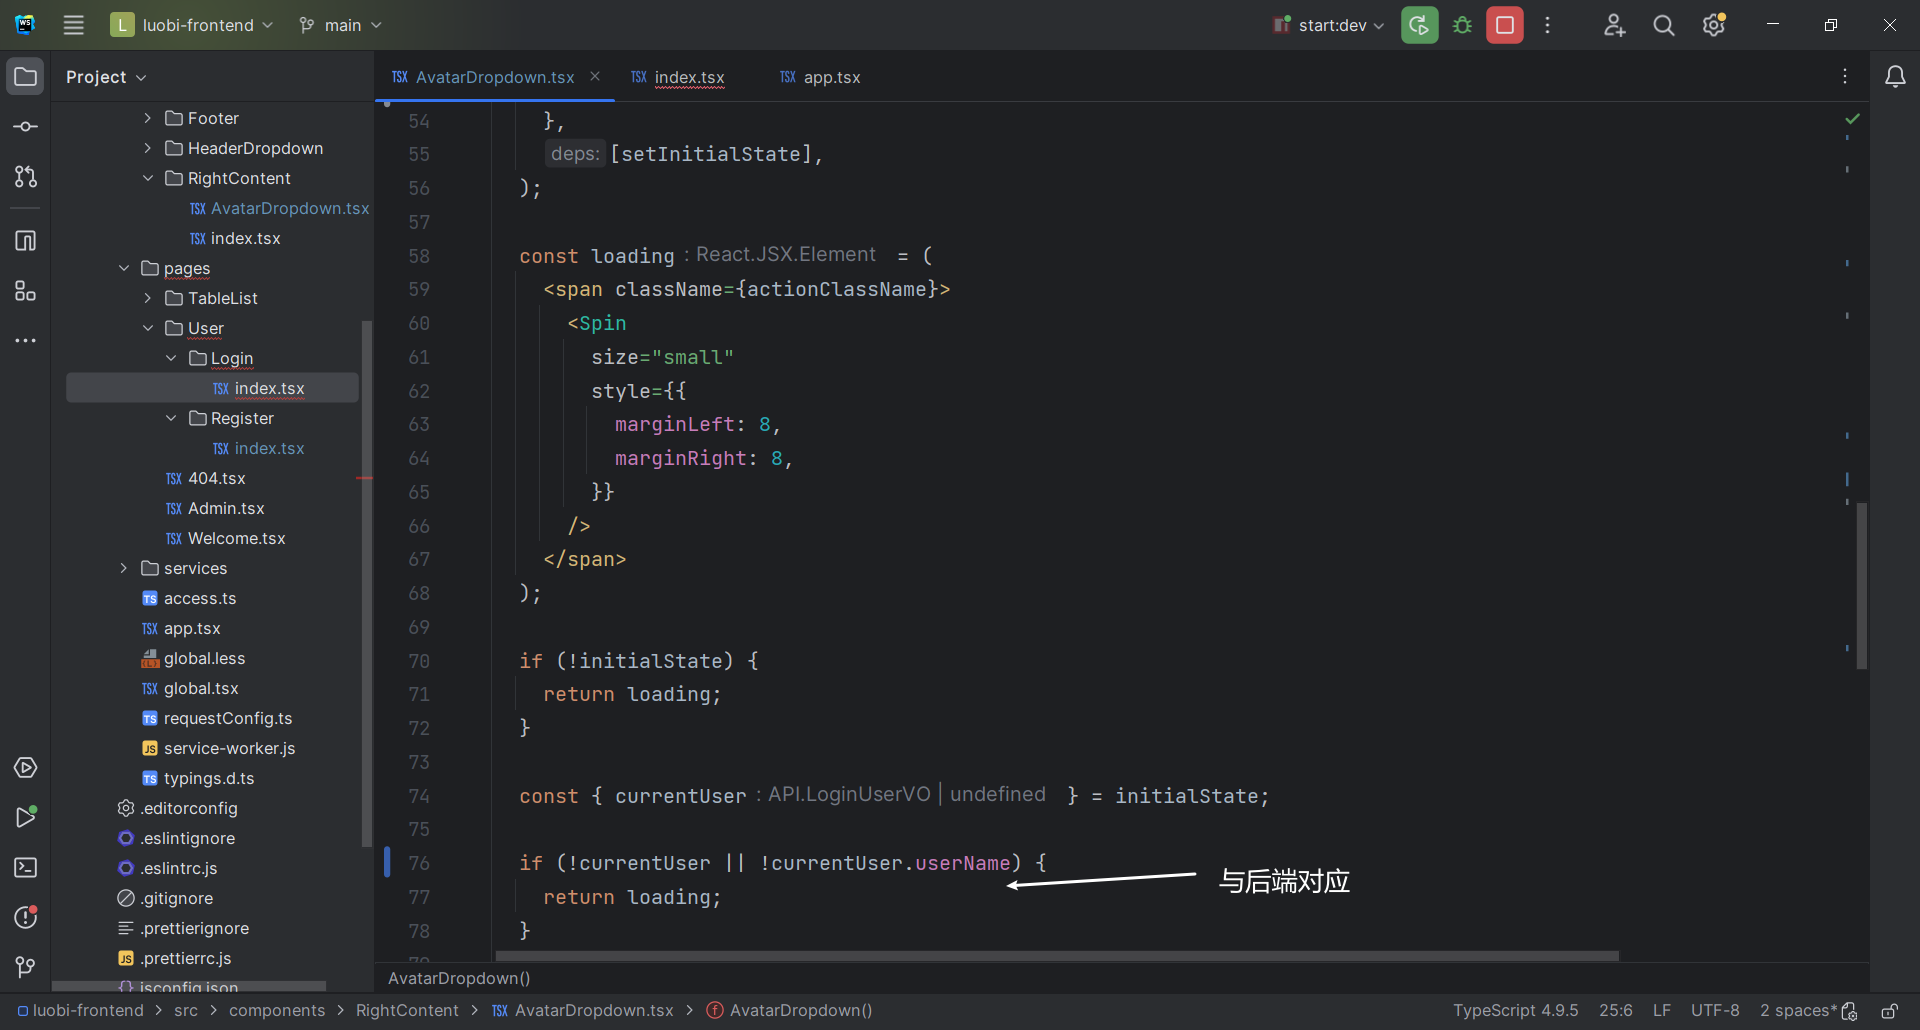 WS
L luobi-frontend main start:dev
Project
AvatarDropdown.tsx index.tsx app.tsx
Footer
HeaderDropdown
RightContent
AvatarDropdown.tsx
index.tsx
pages
TableList
User
Login
index.tsx
Register
index.tsx
404.tsx
Admin.tsx
Welcome.tsx
services
access.ts
app.tsx
global.less
global.tsx
requestConfig.ts
service-worker.js
typings.d.ts
.editorconfig
.eslintignore
.eslintrc.js
.gitignore
.prettierignore
.prettierrc.js
jsconfig.json
54 },
55 deps: [setInitialState],
56 );
57
58 const loading : React.JSX.Element = (
59 <span className={actionClassName}>
60 <Spin
61 size="small"
62 style={{
63 marginLeft: 8,
64 marginRight: 8,
65 }}
66 />
67 </span>
68 );
69
70 if (!initialState) {
71 return loading;
72 }
73
74 const { currentUser : API.LoginUserVO | undefined } = initialState;
75
76 if (!currentUser || !currentUser.userName) {
77 return loading;
与后端对应
78 }
79
AvatarDropdown()
luobi-frontend > src > components > RightContent > TSX AvatarDropdown.tsx > f AvatarDropdown() TypeScript 4.9.5 25:6 LF UTF-8 2 spaces*